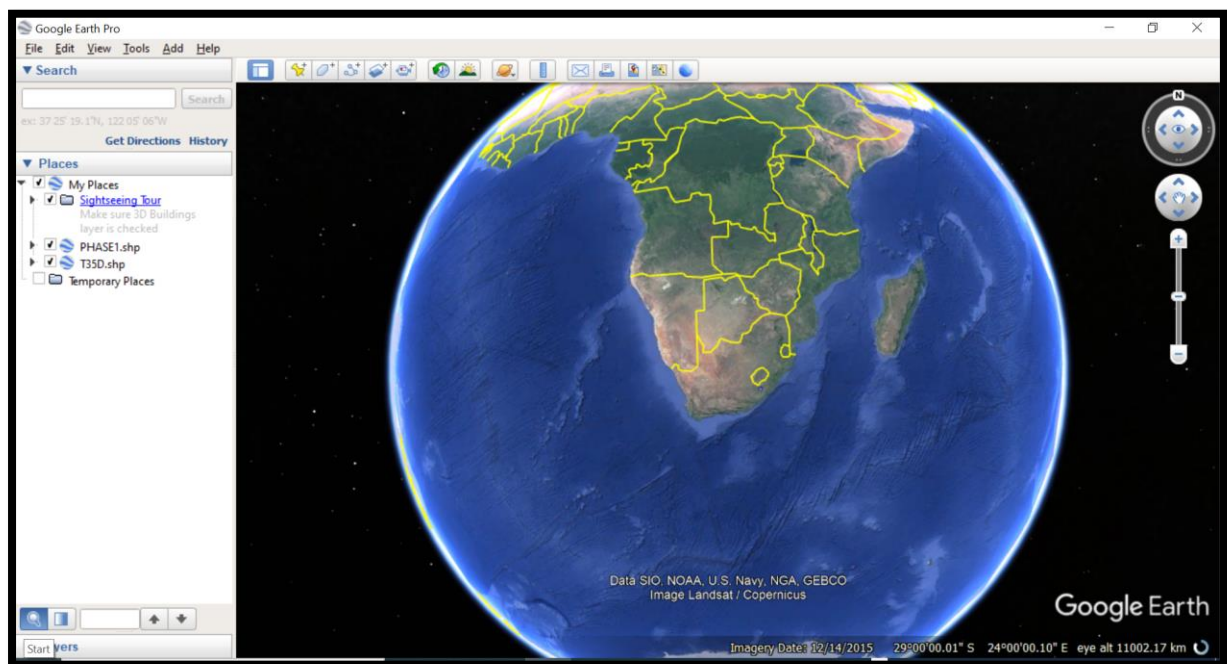 Google Earth Pro
File Edit View Tools Add Help
▼ Search
Search
ex: 37 25' 19.1"N, 122 05' 06"W
Get Directions History
▼ Places
My Places
Sightseeing Tour
Make sure 3D Buildings
layer is checked
PHASE1.shp
T35D.shp
Temporary Places
N
Data SIO, NOAA, U.S. Navy, NGA, GEBCO
Image Landsat / Copernicus
Google Earth
Start
yers
Imagery Date: 12/14/2015 29°00'00.01" S 24°00'00.10" E eye alt 11002.17 km